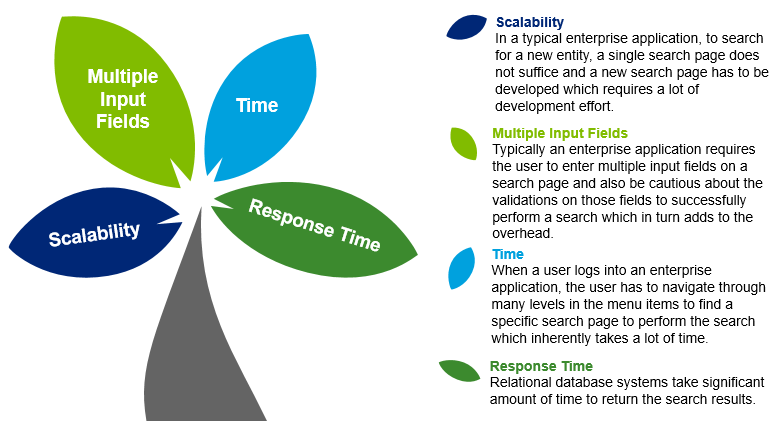 Multiple
Input
Fields
Time
Scalability
Response Time
Scalability
In a typical enterprise application, to search
for a new entity, a single search page does
not suffice and a new search page has to be
developed which requires a lot of
development effort.
Multiple Input Fields
Typically an enterprise application requires
the user to enter multiple input fields on a
search page and also be cautious about the
validations on those fields to successfully
perform a search which in turn adds to the
overhead.
Time
When a user logs into an enterprise
application, the user has to navigate through
many levels in the menu items to find a
specific search page to perform the search
which inherently takes a lot of time.
Response Time
Relational database systems take significant
amount of time to return the search results.